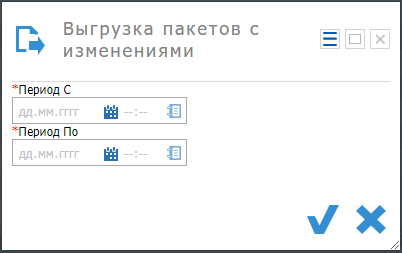 Выгрузка пакетов с
изменениями
*Период С
дд.мм.гггг --:--
*Период По
дд.мм.гггг --:--